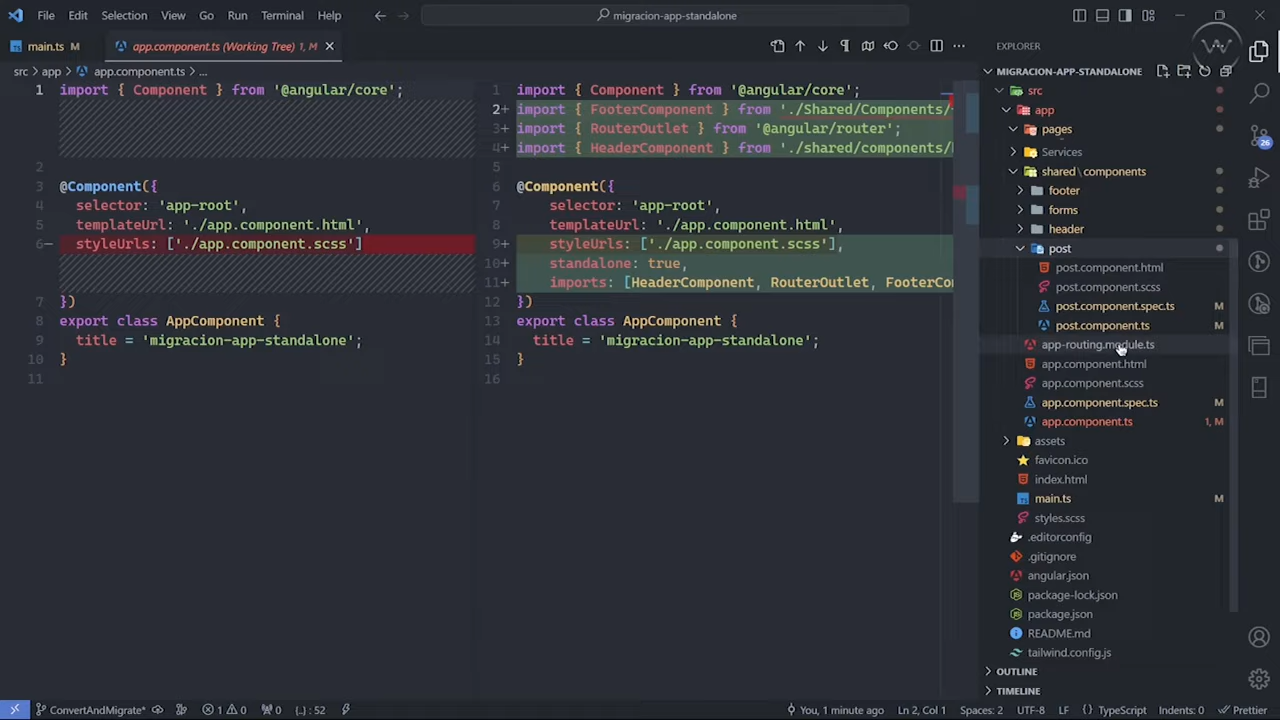 File Edit Selection View Go Run Terminal Help
migracion-app-standalone
main.ts M
app.component.ts (Working Tree) 1, M
src > app > app.component.ts > ...
1 import { Component } from '@angular/core';
2
3 @Component({
4 selector: 'app-root',
5 templateUrl: './app.component.html',
6− styleUrls: ['./app.component.scss']
7 })
8 export class AppComponent {
9 title = 'migracion-app-standalone';
10 }
11
1 import { Component } from '@angular/core';
2+ import { FooterComponent } from './Shared/Components/
3+ import { RouterOutlet } from '@angular/router';
4+ import { HeaderComponent } from './shared/components/
5
6 @Component({
7 selector: 'app-root',
8 templateUrl: './app.component.html',
9+ styleUrls: ['./app.component.scss'],
10+ standalone: true,
11+ imports: [HeaderComponent, RouterOutlet, FooterCo
12 })
13 export class AppComponent {
14 title = 'migracion-app-standalone';
15 }
16
EXPLORER
MIGRACION-APP-STANDALONE
src
app
pages
Services
shared \ components
footer
forms
header
post
post.component.html
post.component.scss
post.component.spec.ts M
post.component.ts M
app-routing.module.ts
app.component.html
app.component.scss
app.component.spec.ts M
app.component.ts 1, M
assets
favicon.ico
index.html
main.ts M
styles.scss
.editorconfig
.gitignore
angular.json
package-lock.json
package.json
README.md
tailwind.config.js
OUTLINE
TIMELINE
26
ConvertAndMigrate* 1 0 0 {..} : 52 You, 1 minute ago Ln 2, Col 1 Spaces: 2 UTF-8 LF {} TypeScript Indents: 0 Prettier